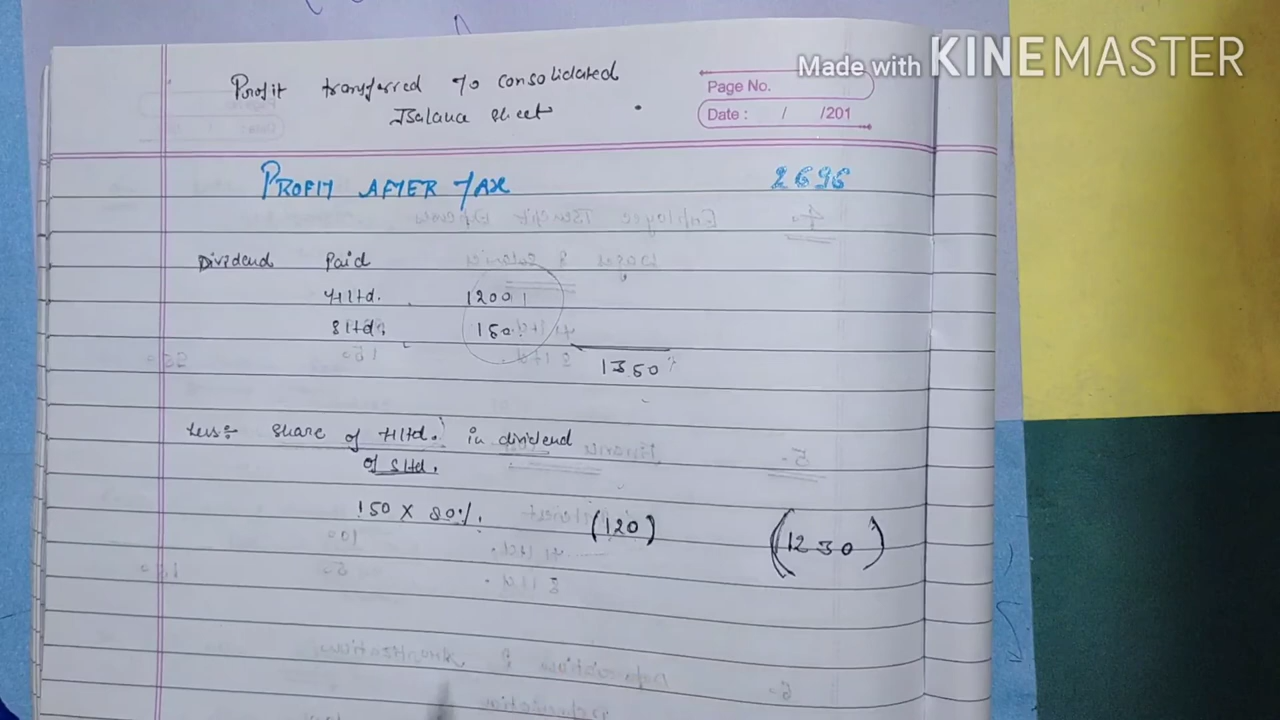 Made with KINEMASTER
Profit transferred to consolidated
Balance sheet
Page No.
Date : / /201
PROFIT AFTER TAX 2696
Dividend Paid
H ltd. 1200
S ltd. 150
1350
Less:- Share of H ltd. in dividend
of S ltd.
150 X 80%. (120) (1230)